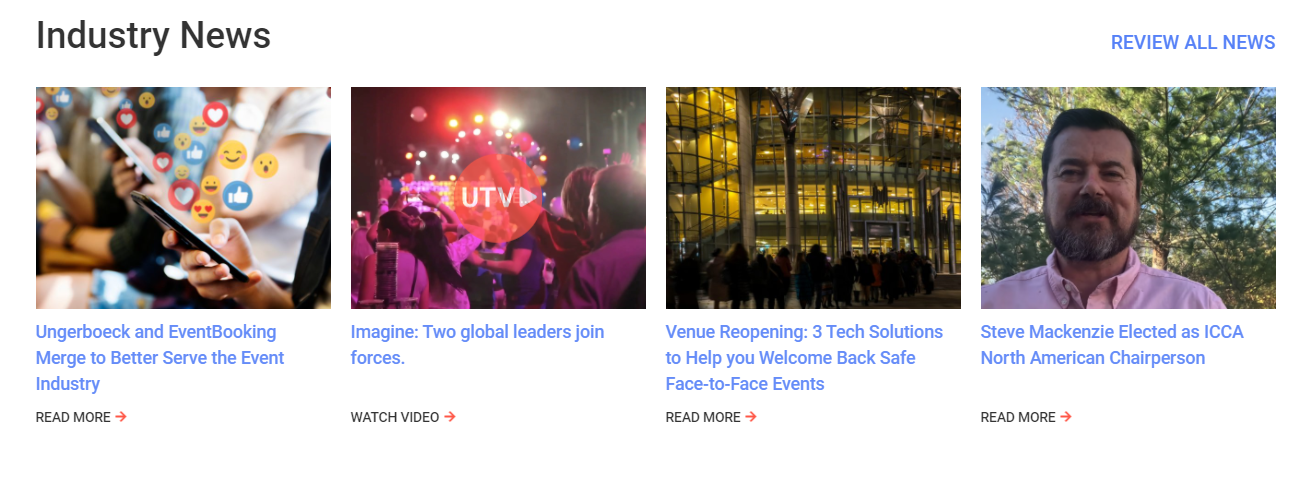 Industry News
REVIEW ALL NEWS
UTV
Ungerboeck and EventBooking
Merge to Better Serve the Event
Industry
READ MORE
Imagine: Two global leaders join
forces.
WATCH VIDEO
Venue Reopening: 3 Tech Solutions
to Help you Welcome Back Safe
Face-to-Face Events
READ MORE
Steve Mackenzie Elected as ICCA
North American Chairperson
READ MORE